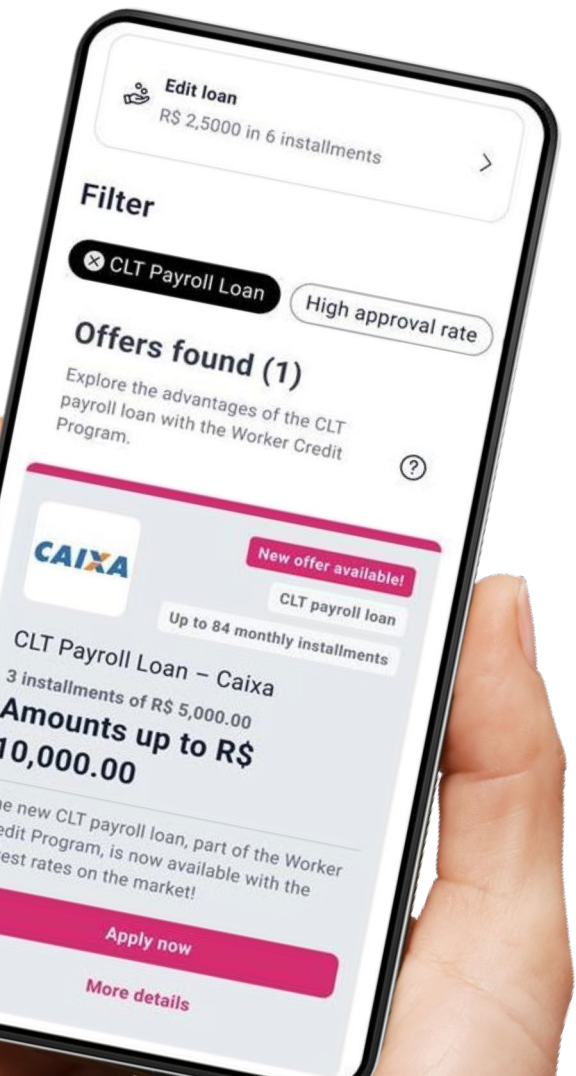 Edit loan
R$ 2,5000 in 6 installments
Filter
CLT Payroll Loan
High approval rate
Offers found (1)
Explore the advantages of the CLT
payroll loan with the Worker Credit
Program.
?
CAIXA
New offer available!
CLT payroll loan
Up to 84 monthly installments
CLT Payroll Loan – Caixa
3 installments of R$ 5,000.00
Amounts up to R$
10,000.00
new CLT payroll loan, part of the Worker
Program, is now available with the
rates on the market!
Apply now
More details